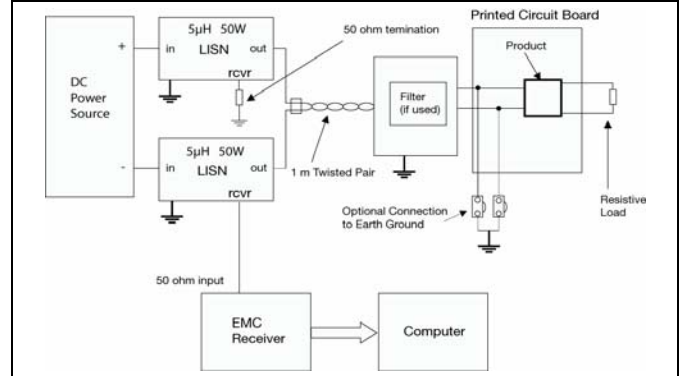 Printed Circuit Board
5µH 50W
LISN
in
out
rcvr
+
50 ohm temination
Product
DC
Power
Source
Filter
(if used)
5µH 50W
LISN
-
in
out
rcvr
1 m Twisted Pair
Optional Connection
to Earth Ground
Resistive
Load
50 ohm input
EMC
Receiver
Computer